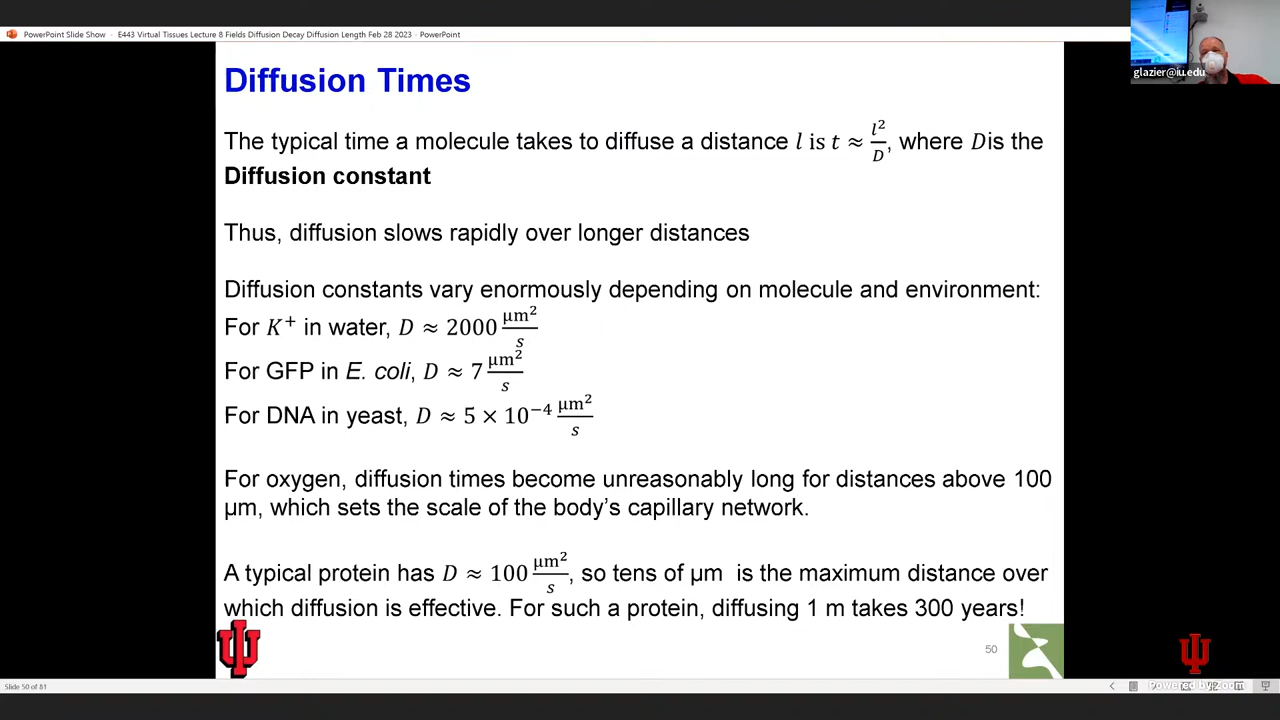 PowerPoint Slide Show - E443 Virtual Tissues Lecture 8 Fields Diffusion Decay Diffusion Length Feb 28 2023 - PowerPoint
glazier@iu.edu
Diffusion Times
The typical time a molecule takes to diffuse a distance l is t ≈ l²/D, where D is the
Diffusion constant
Thus, diffusion slows rapidly over longer distances
Diffusion constants vary enormously depending on molecule and environment:
For K⁺ in water, D ≈ 2000 μm²/s
For GFP in E. coli, D ≈ 7 μm²/s
For DNA in yeast, D ≈ 5 × 10⁻⁴ μm²/s
For oxygen, diffusion times become unreasonably long for distances above 100
μm, which sets the scale of the body’s capillary network.
A typical protein has D ≈ 100 μm²/s, so tens of μm is the maximum distance over
which diffusion is effective. For such a protein, diffusing 1 m takes 300 years!
50
Slide 50 of 81
Powered by Zoom